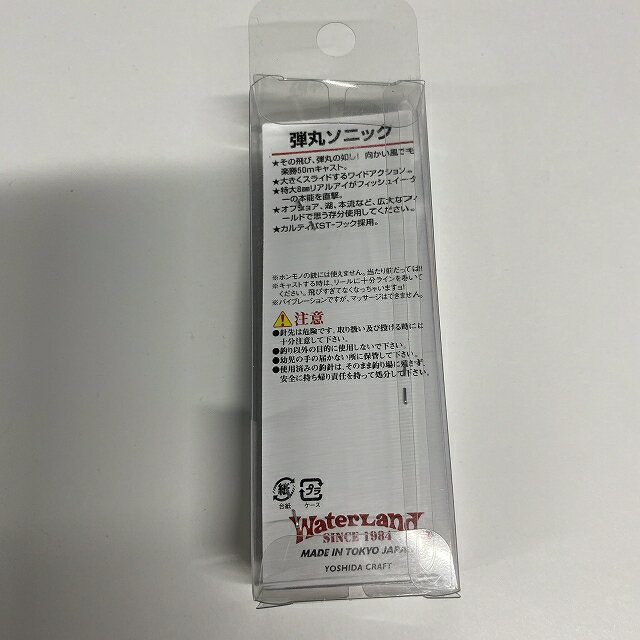 弾丸ソニック
★その飛び、弾丸の如し! 向かい風でも
楽勝50mキャスト。
★大きくスライドするワイドアクション。
★特大8mmリアルアイがフィッシュイータ
ーの本能を直撃。
★オフショア、湖、本流など、広大なフィ
ールドで思う存分使用してください。
★カルティバST-フック採用。
※ホンモノの銃には使えません。当たり前だっては!!
※キャストする時は、リールに十分ラインを巻いて
ください。飛びすぎてなくなっちゃいますョ!
※バイブレーションですが、マッサージはできません。
注意
●針先は危険です。取り扱い及び投げる時には
十分注意して下さい。
●釣り以外の目的に使用しないで下さい。
●幼児の手の届かない所に保管して下さい。
●使用済みの釣針は、そのまま釣り場に残さず、
安全に持ち帰り責任を持って処分して下さい。
紙 プラ
台紙 ケース
WATERLAND
SINCE 1984
MADE IN TOKYO JAPAN
YOSHIDA CRAFT